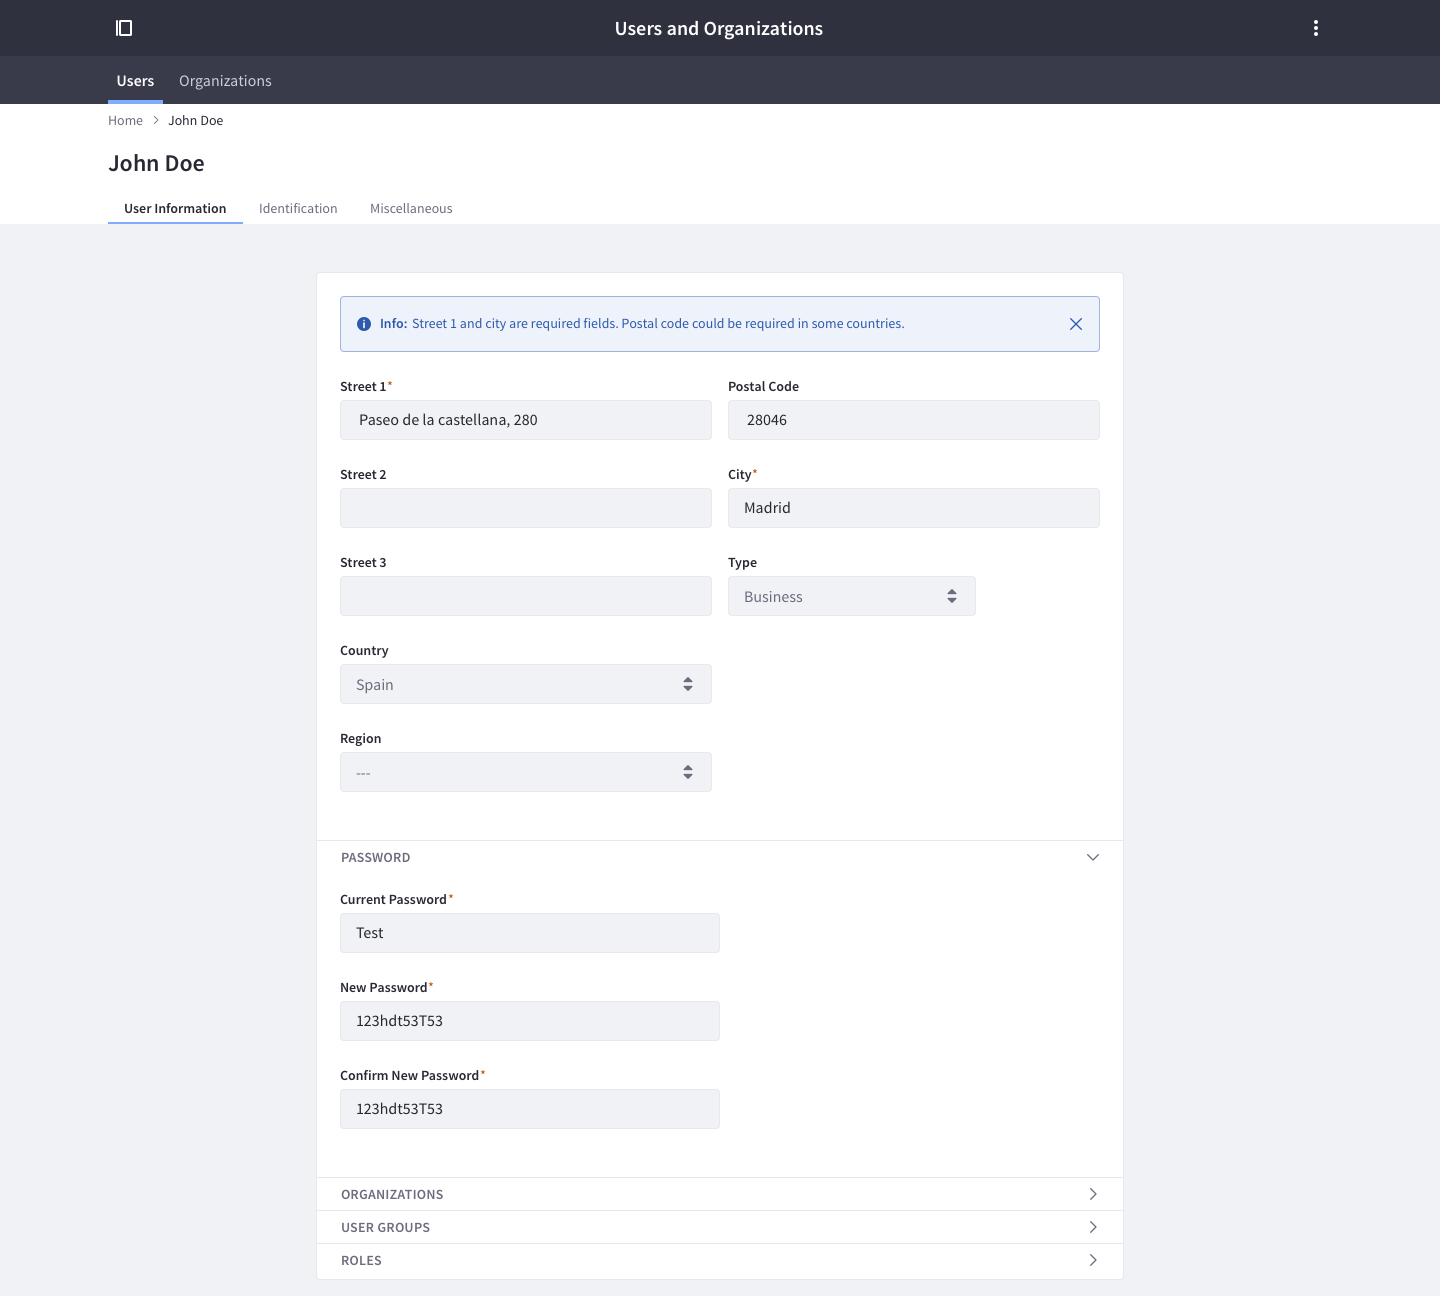 Users and Organizations
Users
Organizations
Home
John Doe
John Doe
User Information
Identification
Miscellaneous
Info: Street 1 and city are required fields. Postal code could be required in some countries.
Street 1*
Postal Code
Paseo de la castellana, 280
28046
Street 2
City*
Madrid
Street 3
Type
Business
Country
Spain
Region
---
PASSWORD
Current Password*
Test
New Password*
123hdt53T53
Confirm New Password*
123hdt53T53
ORGANIZATIONS
USER GROUPS
ROLES